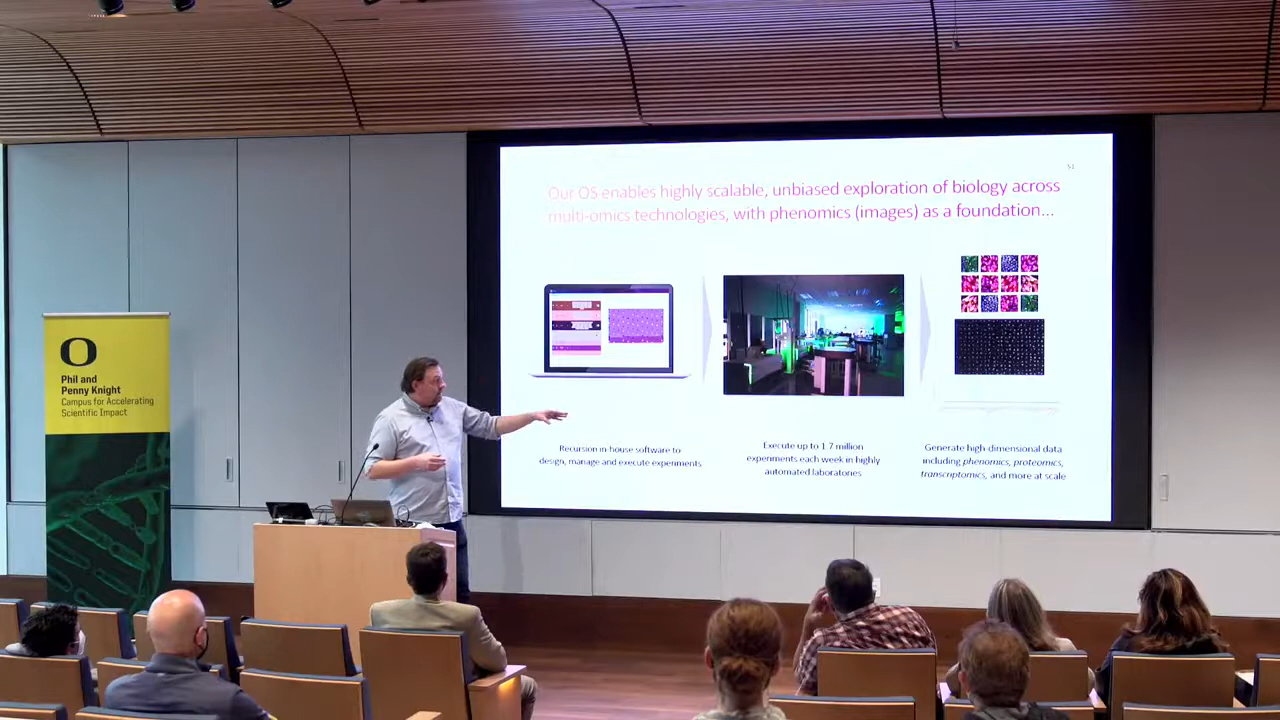 O
Phil and
Penny Knight
Campus for Accelerating
Scientific Impact
51
Our OS enables highly scalable, unbiased exploration of biology across
multi-omics technologies, with phenomics (images) as a foundation...
Recursion in-house software to
design, manage and execute experiments
Execute up to 1.7 million
experiments each week in highly
automated laboratories
Generate high-dimensional data
including phenomics, proteomics,
transcriptomics, and more at scale